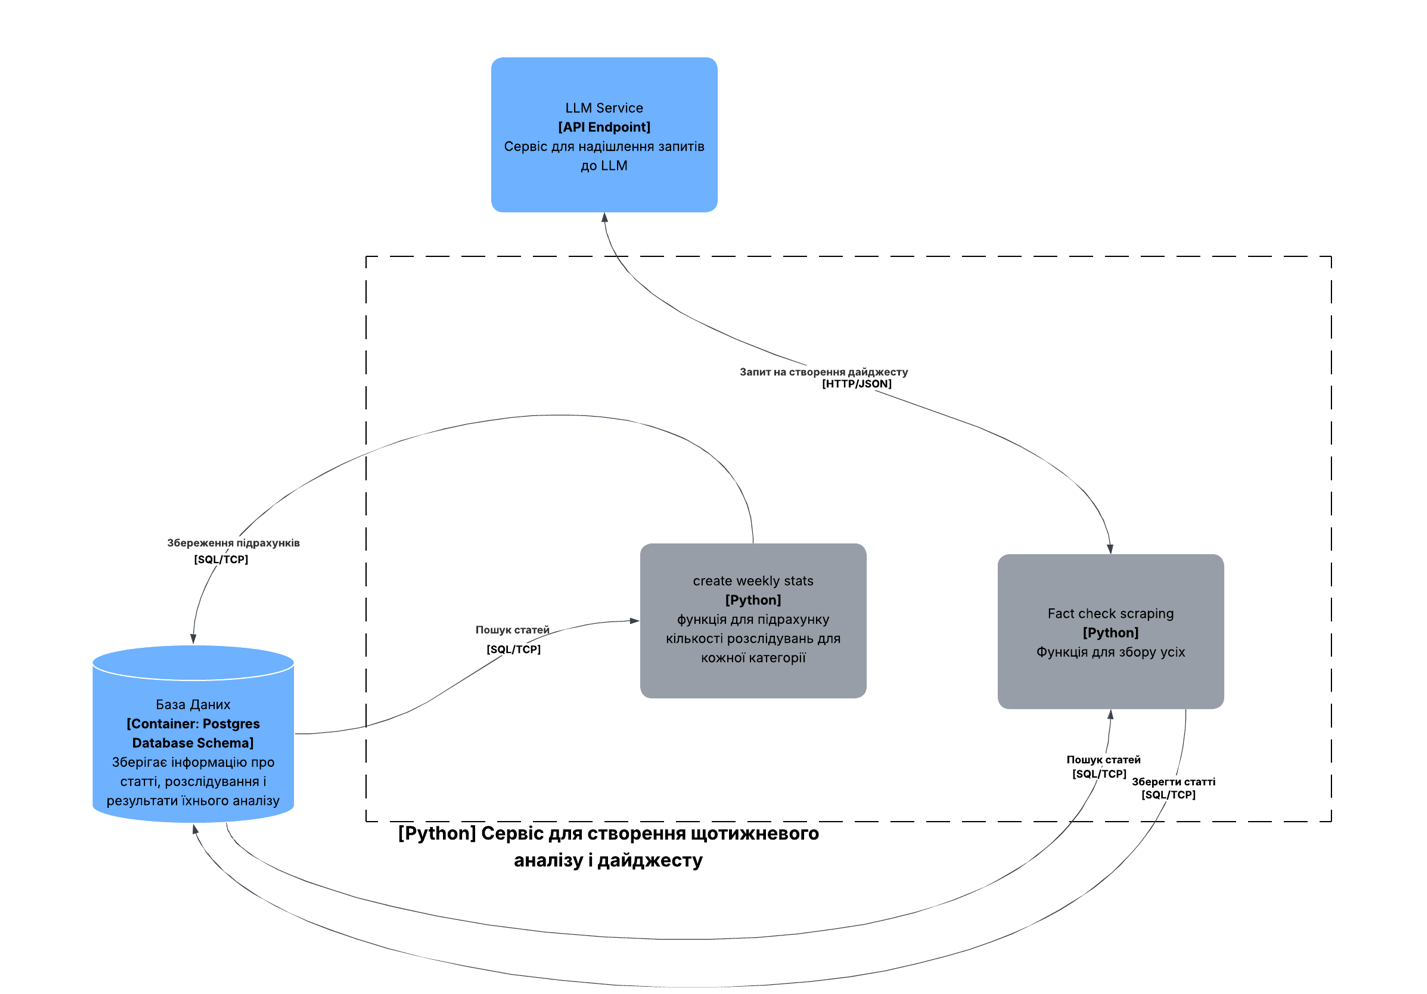 LLM Service
[API Endpoint]
Сервіс для надішлення запитів
до LLM
Запит на створення дайджесту
[HTTP/JSON]
Збереження підрахунків
[SQL/TCP]
create weekly stats
[Python]
функція для підрахунку
кількості розслідувань для
кожної категорії
Fact check scraping
[Python]
Функція для збору усіх
Пошук статей
[SQL/TCP]
База Даних
[Container: Postgres
Database Schema]
Зберігає інформацію про
статті, розслідування і
результати їхнього аналізу
Пошук статей
[SQL/TCP]
Зберегти статті
[SQL/TCP]
[Python] Сервіс для створення щотижневого
аналізу і дайджесту